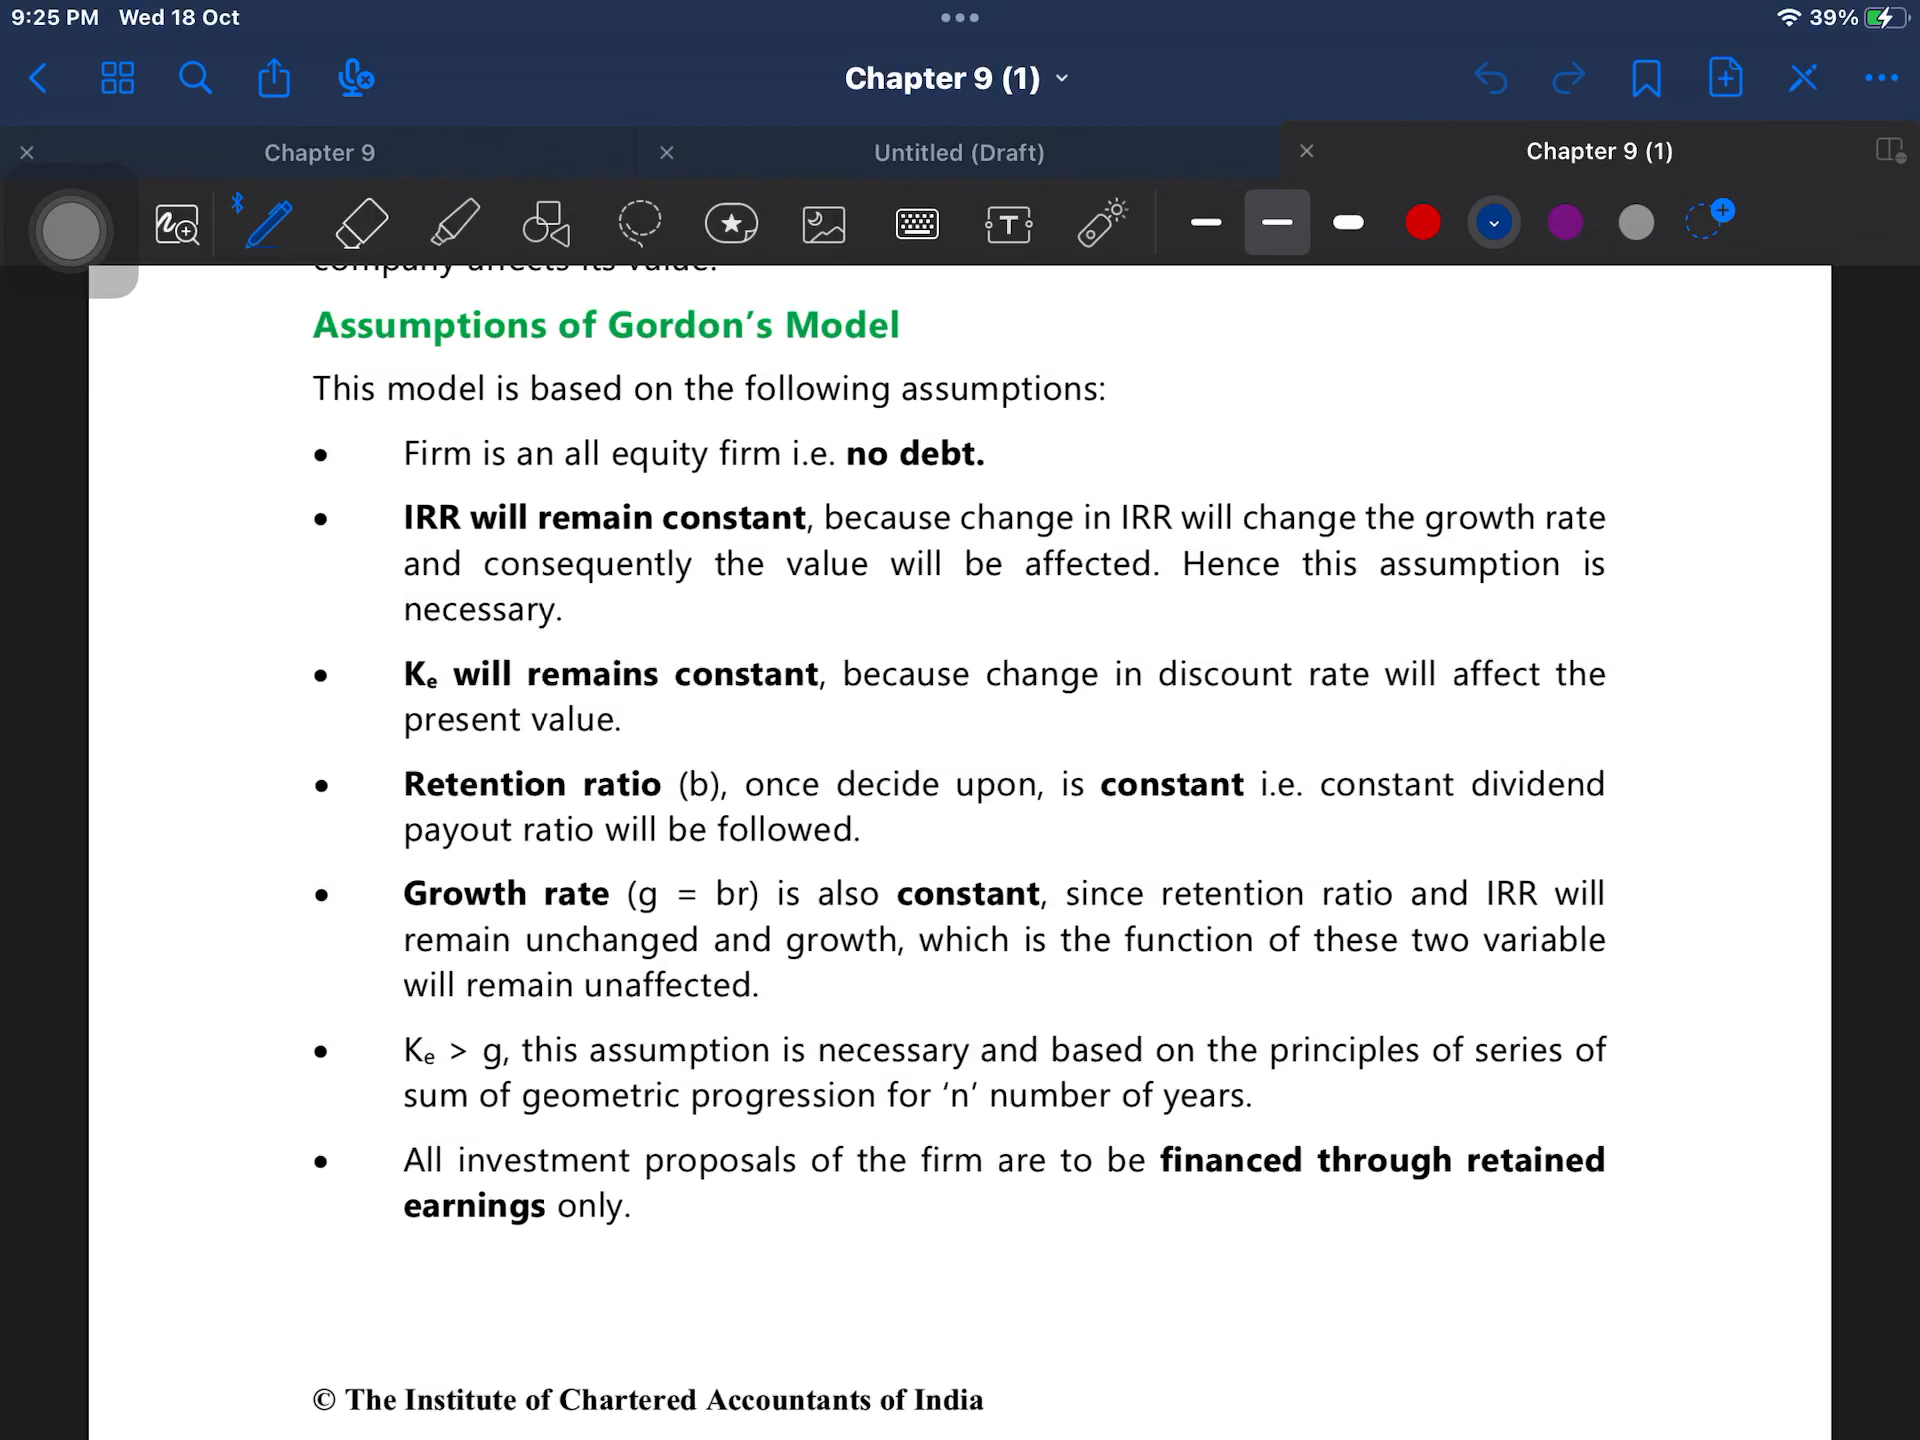 9:25 PM Wed 18 Oct
39%
Chapter 9 (1)
Chapter 9
Untitled (Draft)
Chapter 9 (1)
T
company affects its value.
Assumptions of Gordon’s Model
This model is based on the following assumptions:
• Firm is an all equity firm i.e. no debt.
• IRR will remain constant, because change in IRR will change the growth rate
and consequently the value will be affected. Hence this assumption is
necessary.
• Ke will remains constant, because change in discount rate will affect the
present value.
• Retention ratio (b), once decide upon, is constant i.e. constant dividend
payout ratio will be followed.
• Growth rate (g = br) is also constant, since retention ratio and IRR will
remain unchanged and growth, which is the function of these two variable
will remain unaffected.
• Ke > g, this assumption is necessary and based on the principles of series of
sum of geometric progression for ‘n’ number of years.
• All investment proposals of the firm are to be financed through retained
earnings only.
© The Institute of Chartered Accountants of India